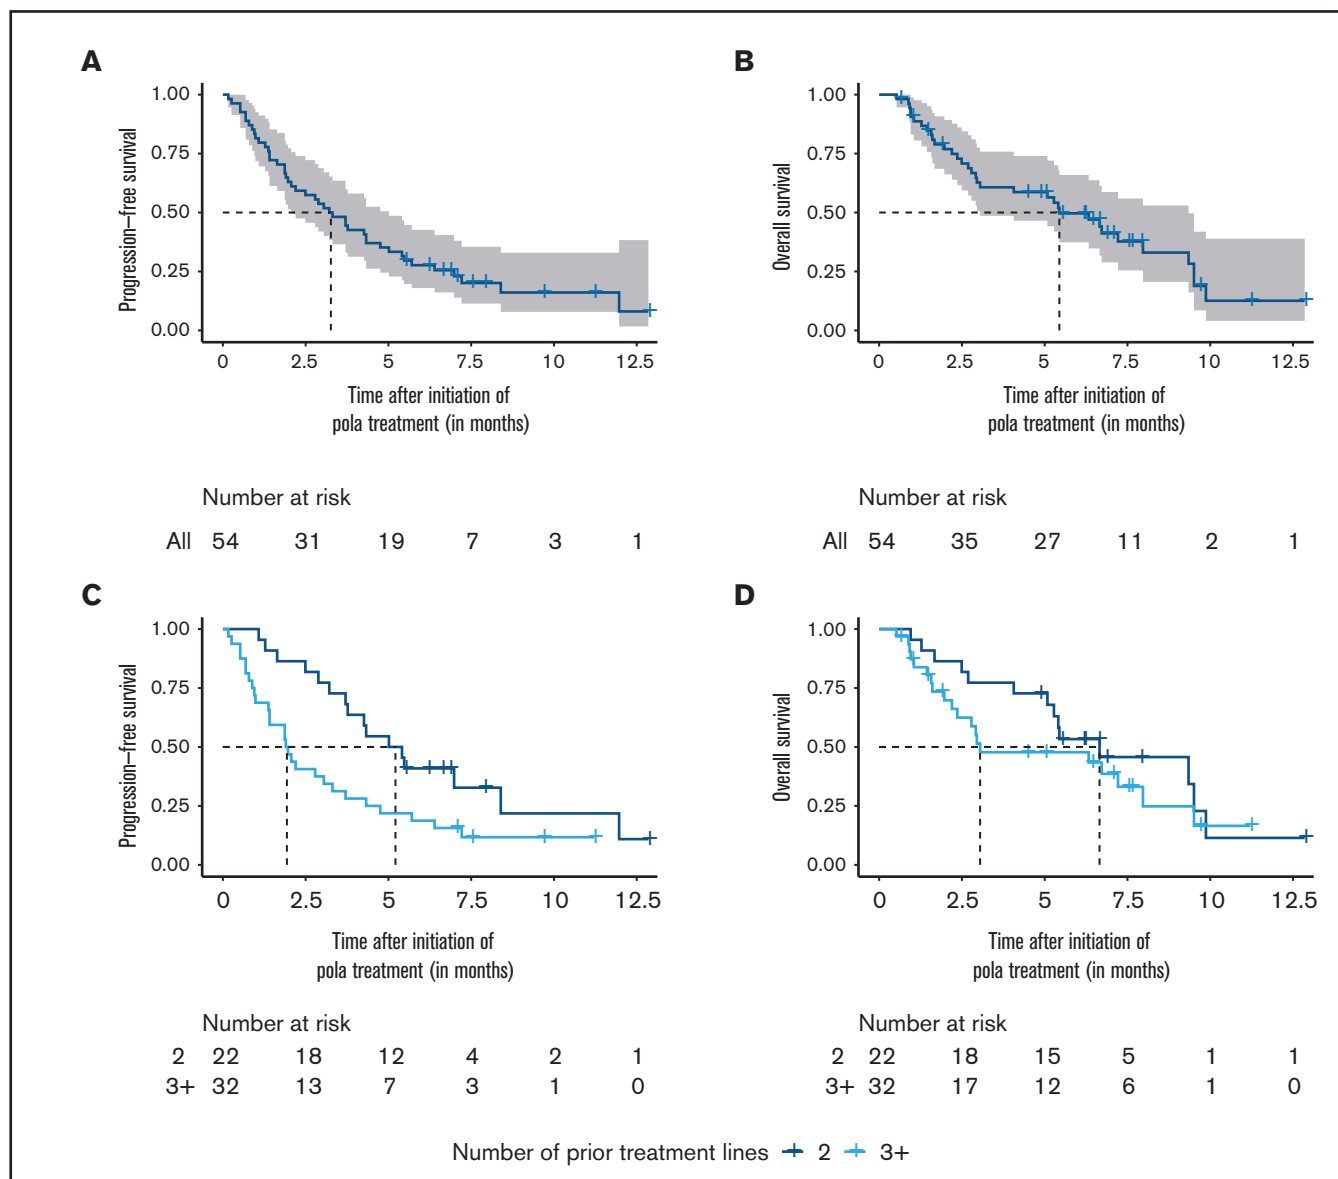 A
1.00
0.75
0.50
0.25
0.00
Progression–free survival
0 2.5 5 7.5 10 12.5
Time after initiation of
pola treatment (in months)
Number at risk
All 54 31 19 7 3 1
B
1.00
0.75
0.50
0.25
0.00
Overall survival
0 2.5 5 7.5 10 12.5
Time after initiation of
pola treatment (in months)
Number at risk
All 54 35 27 11 2 1
C
1.00
0.75
0.50
0.25
0.00
Progression–free survival
0 2.5 5 7.5 10 12.5
Time after initiation of
pola treatment (in months)
Number at risk
2 22 18 12 4 2 1
3+ 32 13 7 3 1 0
D
1.00
0.75
0.50
0.25
0.00
Overall survival
0 2.5 5 7.5 10 12.5
Time after initiation of
pola treatment (in months)
Number at risk
2 22 18 15 5 1 1
3+ 32 17 12 6 1 0
Number of prior treatment lines 2 3+